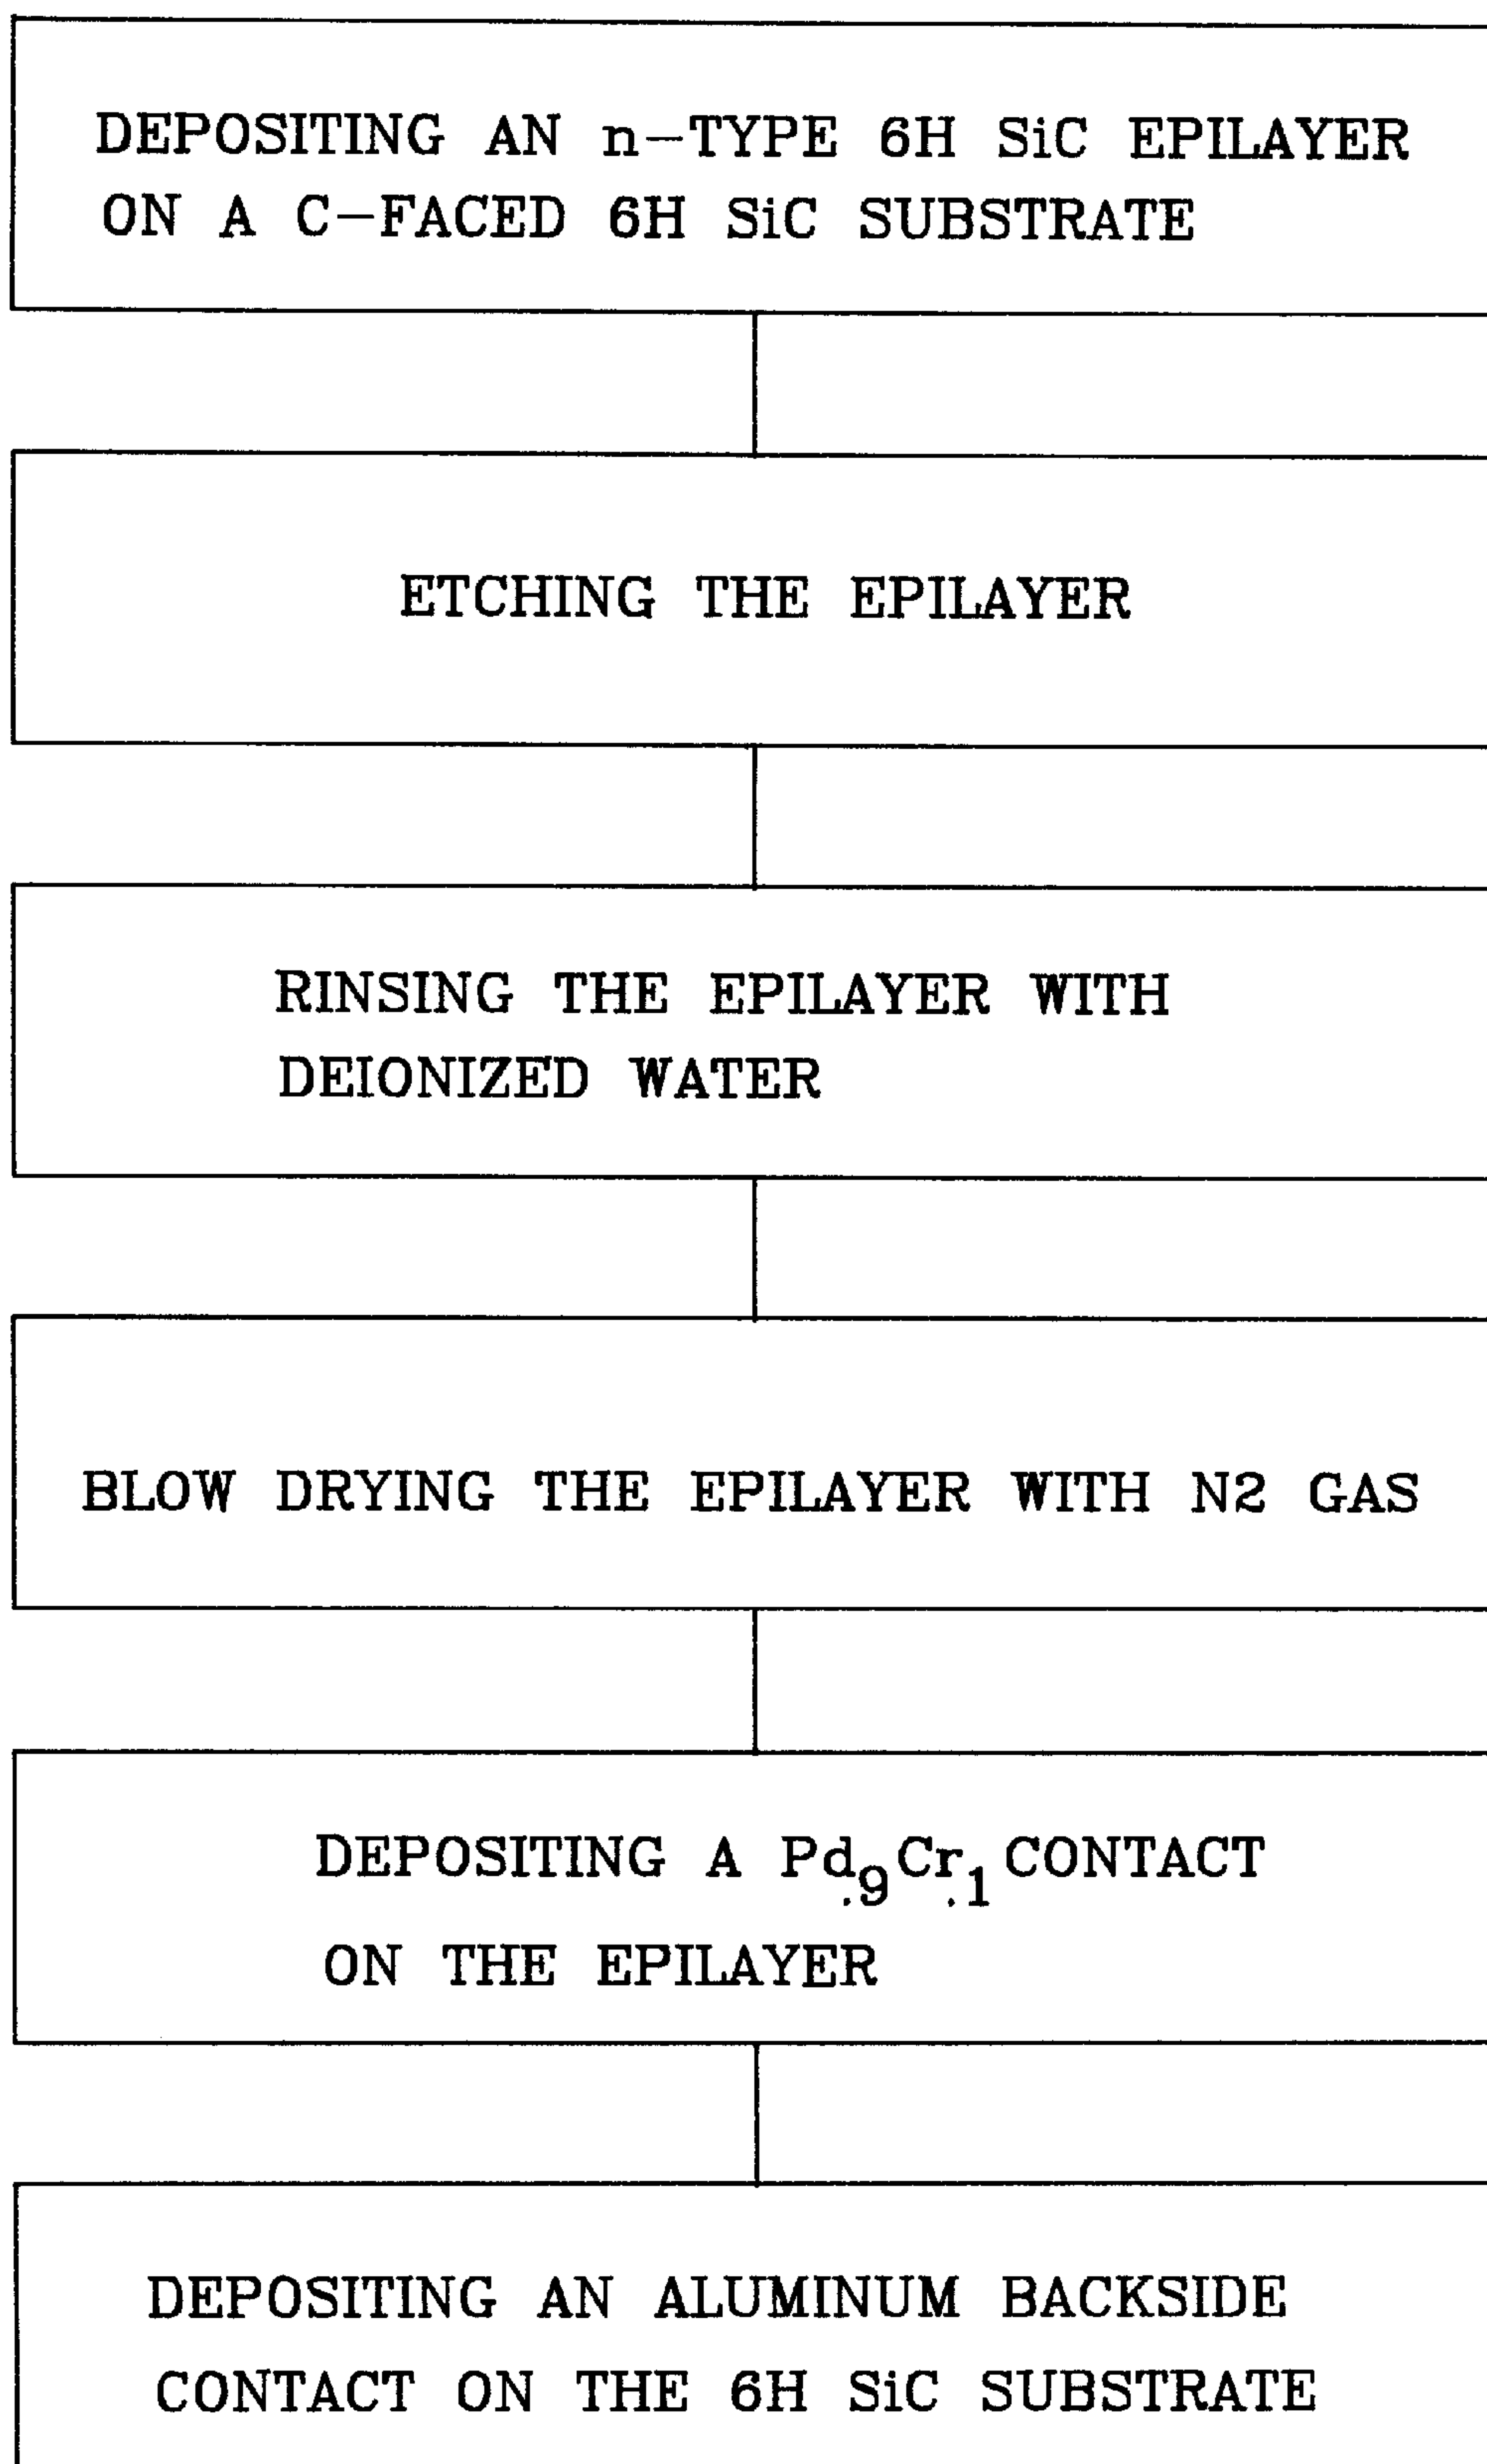 DEPOSITING AN n-TYPE 6H SiC EPILAYER
ON A C-FACED 6H SiC SUBSTRATE
ETCHING THE EPILAYER
RINSING THE EPILAYER WITH
DEIONIZED WATER
BLOW DRYING THE EPILAYER WITH N2 GAS
DEPOSITING A Pd.9Cr.1 CONTACT
ON THE EPILAYER
DEPOSITING AN ALUMINUM BACKSIDE
CONTACT ON THE 6H SiC SUBSTRATE